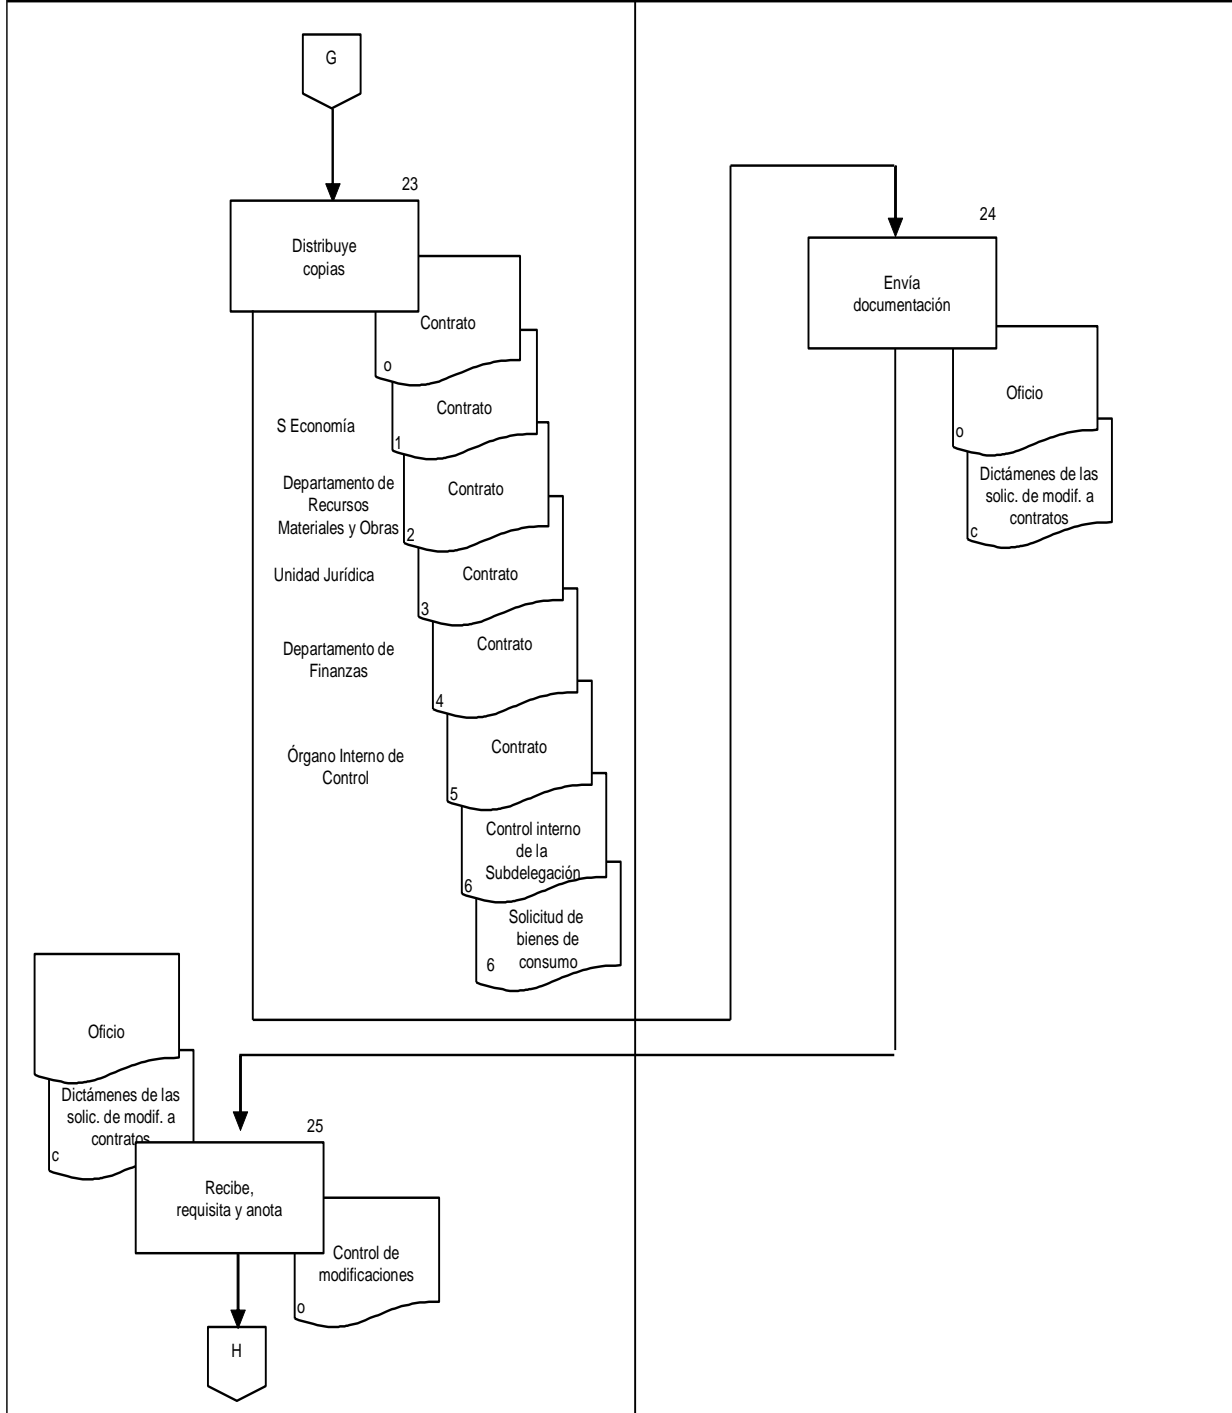 G
23
Distribuye
copias
Contrato
o
S Economía
Contrato
1
Departamento de
Recursos
Materiales y Obras
Contrato
2
Unidad Jurídica
Contrato
3
Departamento de
Finanzas
Contrato
4
Órgano Interno de
Control
Contrato
5
Control interno
de la
Subdelegación
6
Solicitud de
bienes de
consumo
6
24
Envía
documentación
Oficio
o
Dictámenes de las
solic. de modif. a
contratos
c
Oficio
Dictámenes de las
solic. de modif. a
contratos
c
25
Recibe,
requisita y anota
Control de
modificaciones
o
H